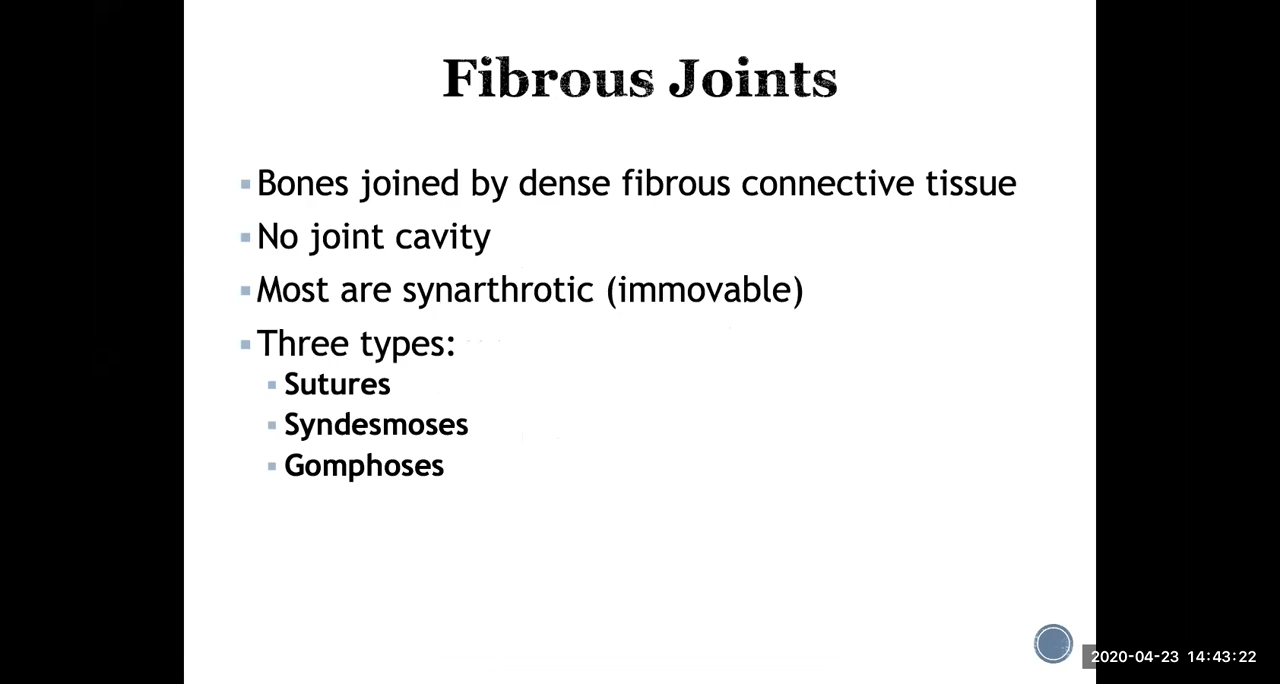 Fibrous Joints
Bones joined by dense fibrous connective tissue
No joint cavity
Most are synarthrotic (immovable)
Three types:
Sutures
Syndesmoses
Gomphoses
2020-04-23 14:43:22